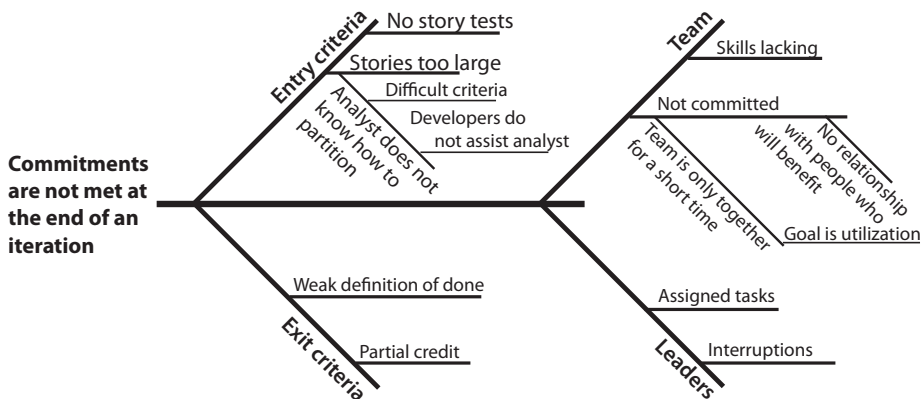 Commitments
are not met at
the end of an
iteration
Entry criteria
No story tests
Stories too large
Analyst does not
know how to
partition
Difficult criteria
Developers do
not assist analyst
Team
Skills lacking
Not committed
Team is only together
for a short time
Goal is utilization
No relationship
with people who
will benefit
Exit criteria
Weak definition of done
Partial credit
Leaders
Assigned tasks
Interruptions